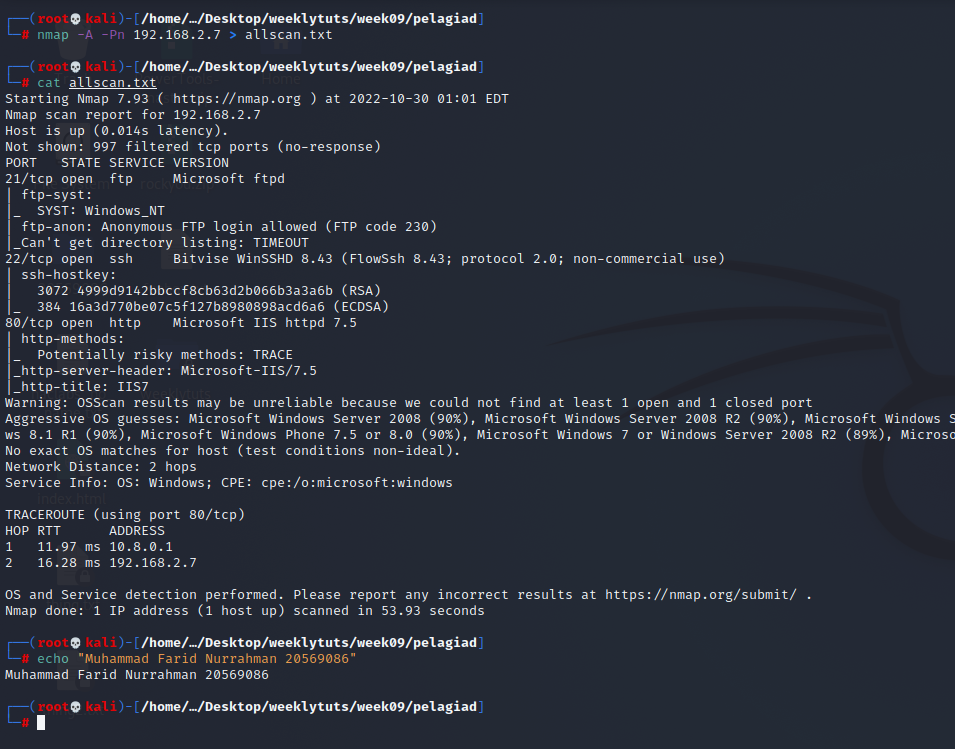 ┌──(root💀kali)-[/home/…/Desktop/weeklytuts/week09/pelagiad]
└─# nmap -A -Pn 192.168.2.7 > allscan.txt
┌──(root💀kali)-[/home/…/Desktop/weeklytuts/week09/pelagiad]
└─# cat allscan.txt
Starting Nmap 7.93 ( https://nmap.org ) at 2022-10-30 01:01 EDT
Nmap scan report for 192.168.2.7
Host is up (0.014s latency).
Not shown: 997 filtered tcp ports (no-response)
PORT   STATE SERVICE VERSION
21/tcp open  ftp     Microsoft ftpd
| ftp-syst:
|_  SYST: Windows_NT
| ftp-anon: Anonymous FTP login allowed (FTP code 230)
|_Can't get directory listing: TIMEOUT
22/tcp open  ssh     Bitvise WinSSHD 8.43 (FlowSsh 8.43; protocol 2.0; non-commercial use)
| ssh-hostkey:
|   3072 4999d9142bbccf8cb63d2b066b3a3a6b (RSA)
|_  384 16a3d770be07c5f127b8980898acd6a6 (ECDSA)
80/tcp open  http    Microsoft IIS httpd 7.5
| http-methods:
|_  Potentially risky methods: TRACE
|_http-server-header: Microsoft-IIS/7.5
|_http-title: IIS7
Warning: OSScan results may be unreliable because we could not find at least 1 open and 1 closed port
Aggressive OS guesses: Microsoft Windows Server 2008 (90%), Microsoft Windows Server 2008 R2 (90%), Microsoft Windows S
ws 8.1 R1 (90%), Microsoft Windows Phone 7.5 or 8.0 (90%), Microsoft Windows 7 or Windows Server 2008 R2 (89%), Microso
No exact OS matches for host (test conditions non-ideal).
Network Distance: 2 hops
Service Info: OS: Windows; CPE: cpe:/o:microsoft:windows
index.html
TRACEROUTE (using port 80/tcp)
HOP RTT      ADDRESS
1   11.97 ms 10.8.0.1
2   16.28 ms 192.168.2.7
OS and Service detection performed. Please report any incorrect results at https://nmap.org/submit/ .
Nmap done: 1 IP address (1 host up) scanned in 53.93 seconds
┌──(root💀kali)-[/home/…/Desktop/weeklytuts/week09/pelagiad]
└─# echo "Muhammad Farid Nurrahman 20569086"
Muhammad Farid Nurrahman 20569086
┌──(root💀kali)-[/home/…/Desktop/weeklytuts/week09/pelagiad]
└─#